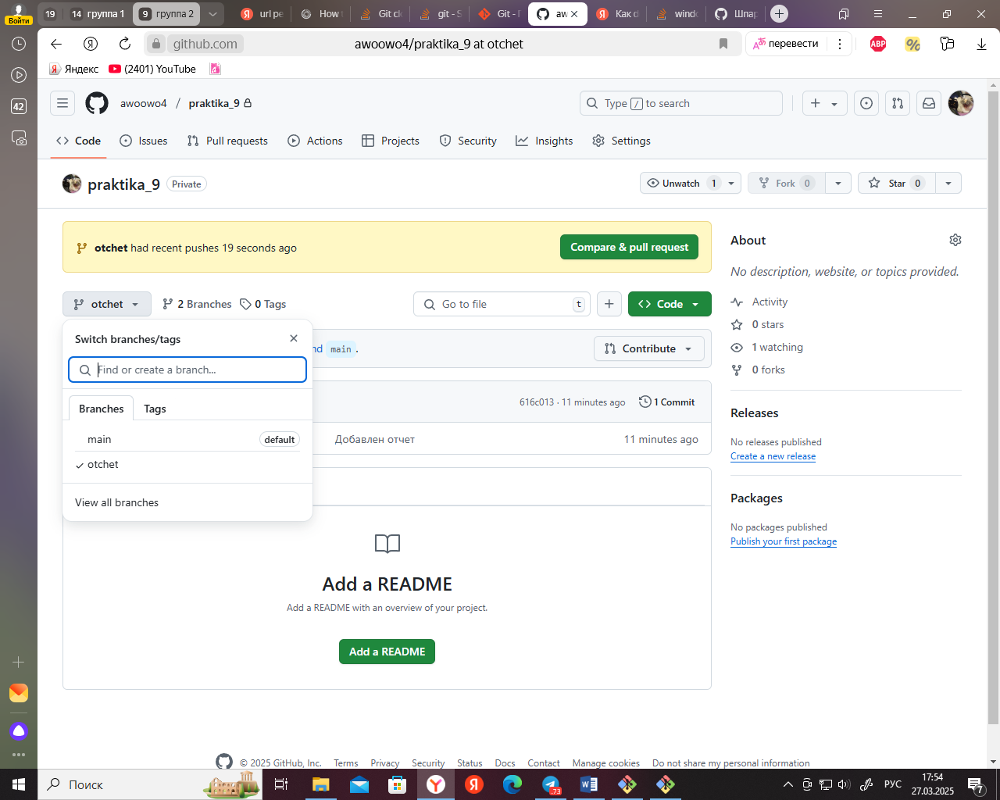 Войти
19
14 группа 1
9 группа 2
url pe
How t
Git cl
git - S
Git -
Как d
wind
Шпар
github.com
awoowo4/praktika_9 at otchet
перевести
ABP
Яндекс
(2401) YouTube
42
awoowo4 / praktika_9
Type / to search
Code
Issues
Pull requests
Actions
Projects
Security
Insights
Settings
praktika_9 Private
Unwatch 1
Fork 0
Star 0
otchet had recent pushes 19 seconds ago
Compare & pull request
otchet
2 Branches
0 Tags
Go to file t
Code
Switch branches/tags
Find or create a branch...
Branches
Tags
main default
otchet
View all branches
nd main .
Contribute
616c013 · 11 minutes ago
1 Commit
Добавлен отчет
11 minutes ago
Add a README
Add a README with an overview of your project.
Add a README
About
No description, website, or topics provided.
Activity
0 stars
1 watching
0 forks
Releases
No releases published
Create a new release
Packages
No packages published
Publish your first package
© 2025 GitHub, Inc. Terms Privacy Security Status Docs Contact Manage cookies Do not share my personal information
Поиск
.73
РУС
17:54
27.03.2025
7